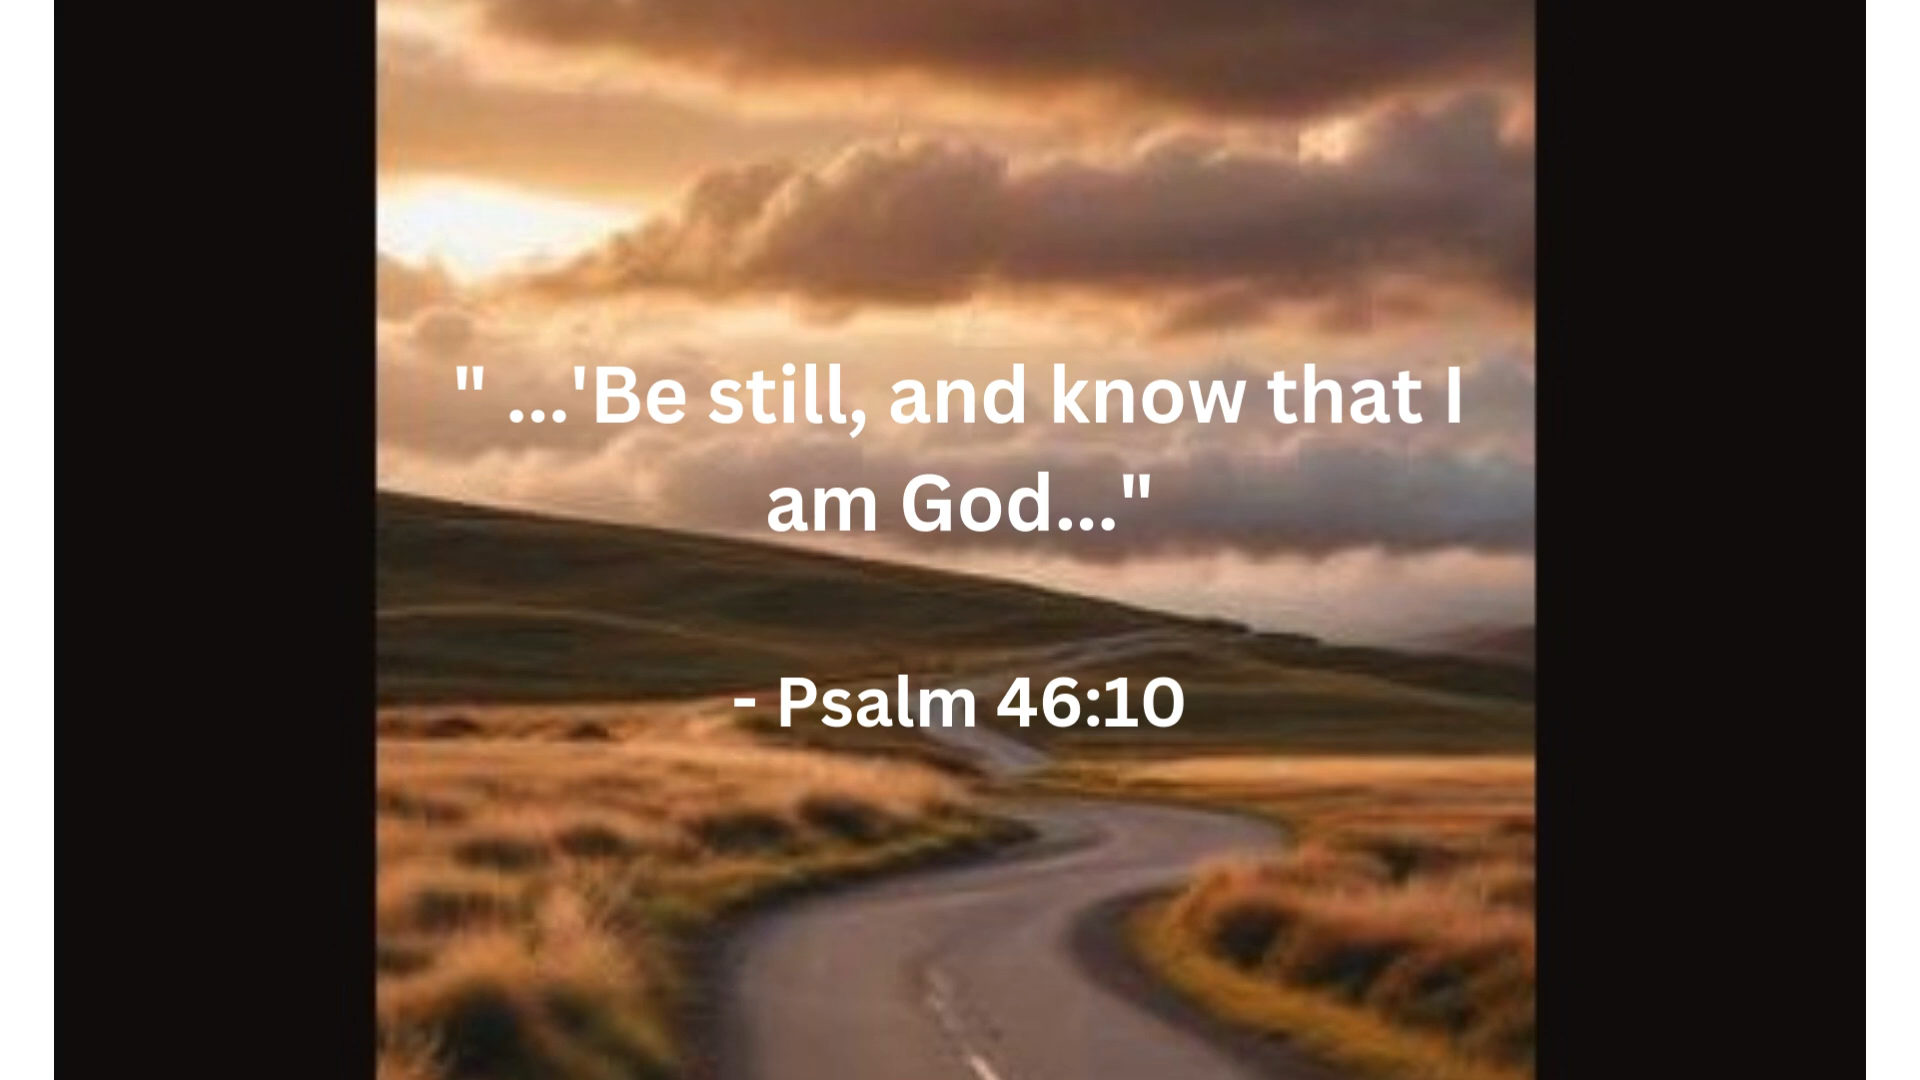 " ...'Be still, and know that I
am God..."
- Psalm 46:10